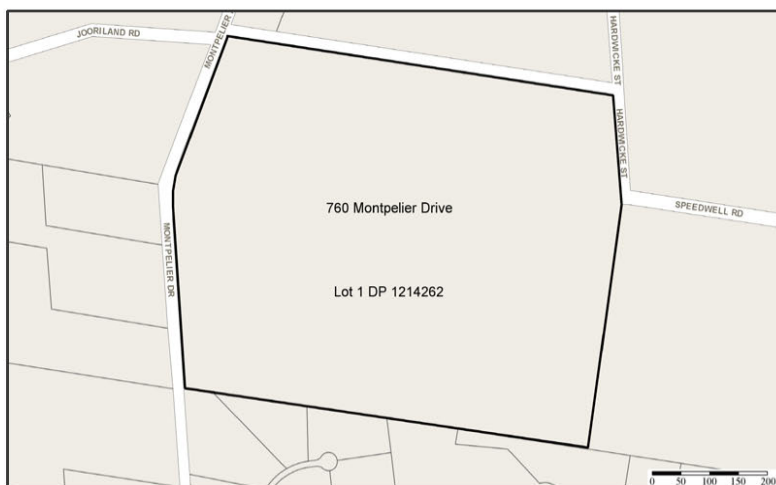 JOORILAND RD
MONTPELIER
HARDWICKE ST
HARDWICKE ST
760 Montpelier Drive
SPEEDWELL RD
MONTPELIER DR
Lot 1 DP 1214262
0 50 100 150 200